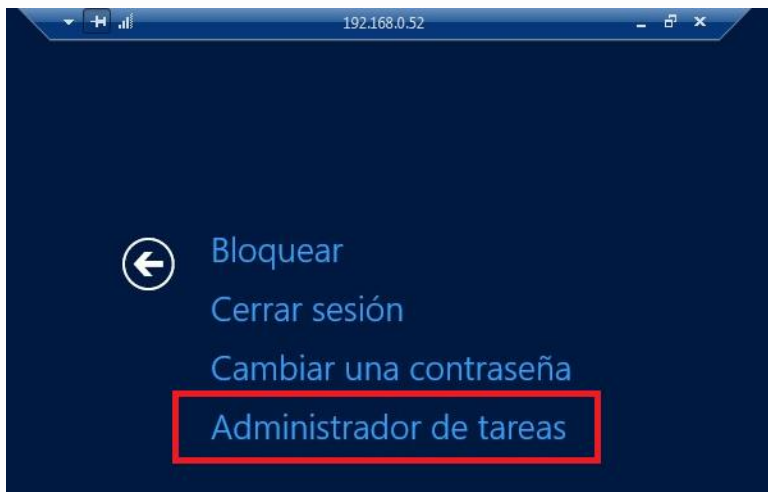 192.168.0.52
Bloquear
Cerrar sesión
Cambiar una contraseña
Administrador de tareas